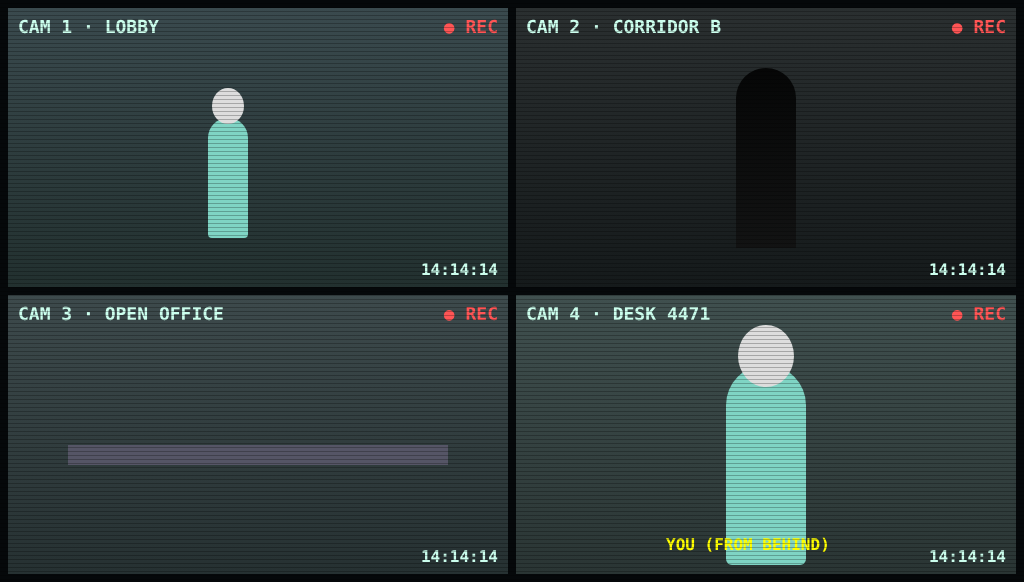 CAM 1 · LOBBY
● REC
14:14:14
CAM 2 · CORRIDOR B
● REC
14:14:14
CAM 3 · OPEN OFFICE
● REC
14:14:14
CAM 4 · DESK 4471
● REC
YOU (FROM BEHIND)
14:14:14